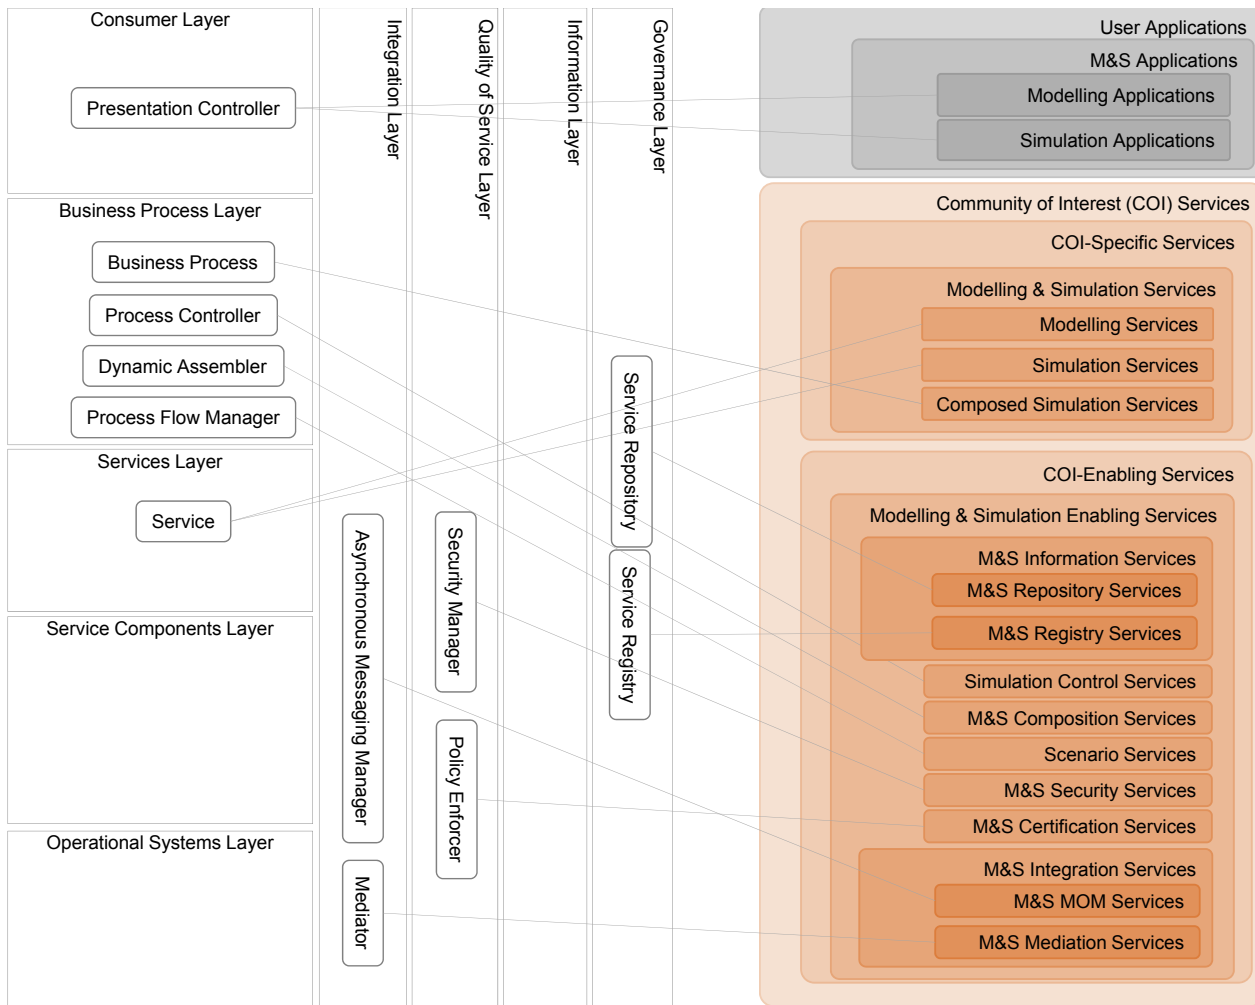 Consumer Layer
Presentation Controller
Business Process Layer
Business Process
Process Controller
Dynamic Assembler
Process Flow Manager
Services Layer
Service
Service Components Layer
Operational Systems Layer
Integration Layer
Asynchronous Messaging Manager
Mediator
Quality of Service Layer
Security Manager
Policy Enforcer
Information Layer
Governance Layer
Service Repository
Service Registry
User Applications
M&S Applications
Modelling Applications
Simulation Applications
Community of Interest (COI) Services
COI-Specific Services
Modelling & Simulation Services
Modelling Services
Simulation Services
Composed Simulation Services
COI-Enabling Services
Modelling & Simulation Enabling Services
M&S Information Services
M&S Repository Services
M&S Registry Services
Simulation Control Services
M&S Composition Services
Scenario Services
M&S Security Services
M&S Certification Services
M&S Integration Services
M&S MOM Services
M&S Mediation Services